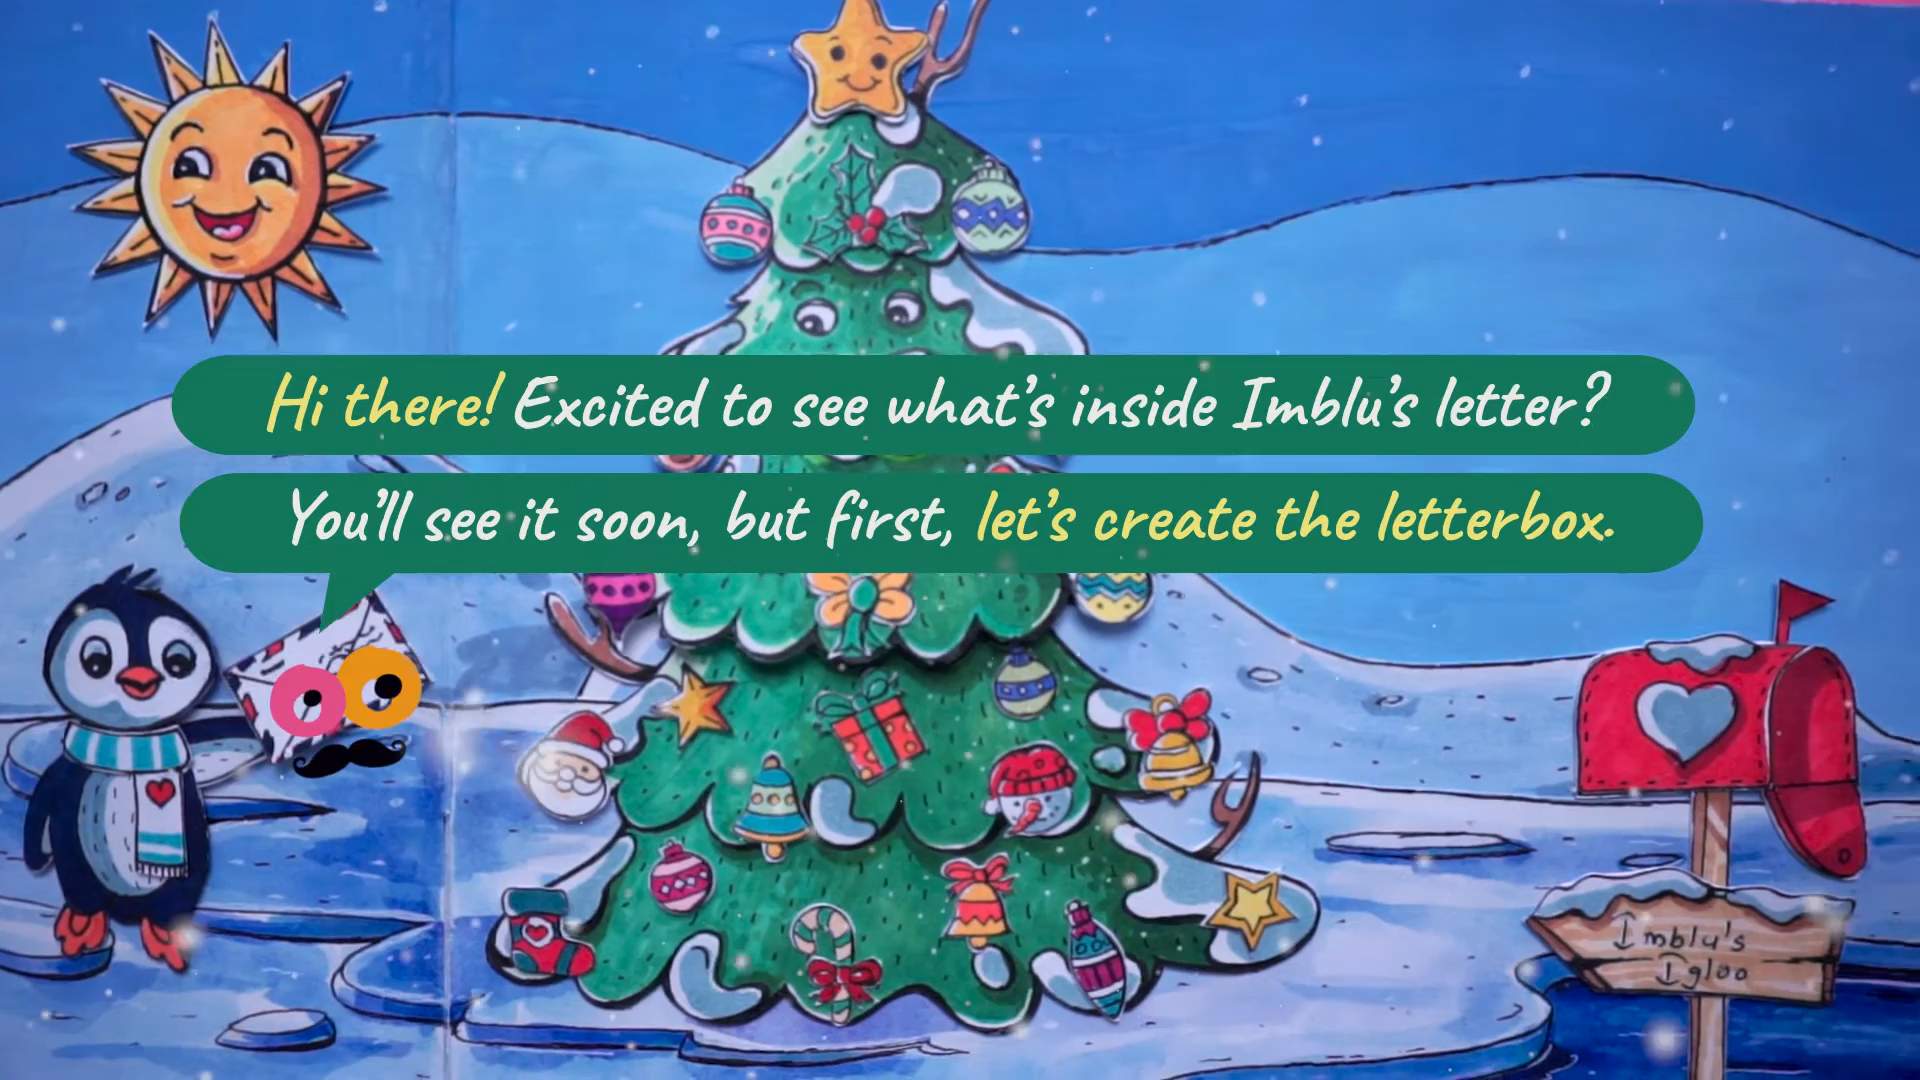 Hi there! Excited to see what's inside Imblu's letter?
You'll see it soon, but first, let's create the letterbox.
Imblu's
Igloo